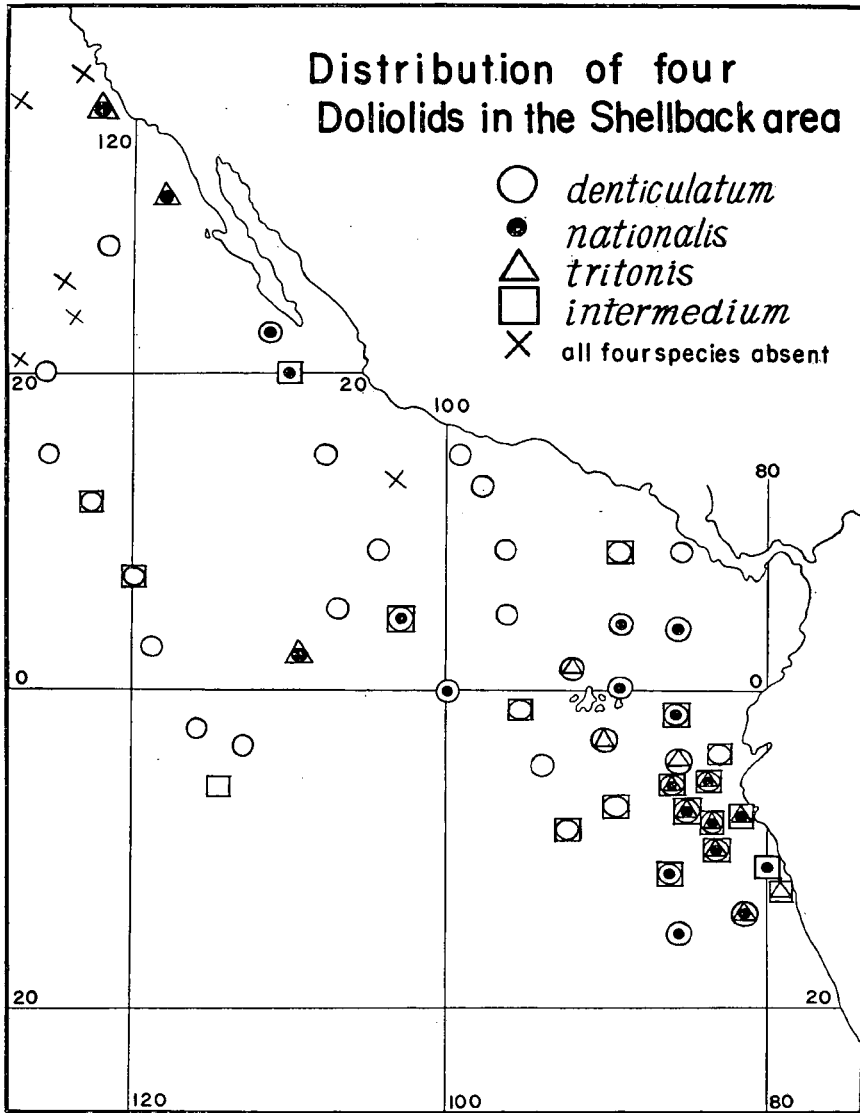 Distribution of four
Doliolids in the Shellback area
denticulatum
nationalis
tritonis
intermedium
all four species absent
120
20
20
100
80
0
0
20
20
120
100
80